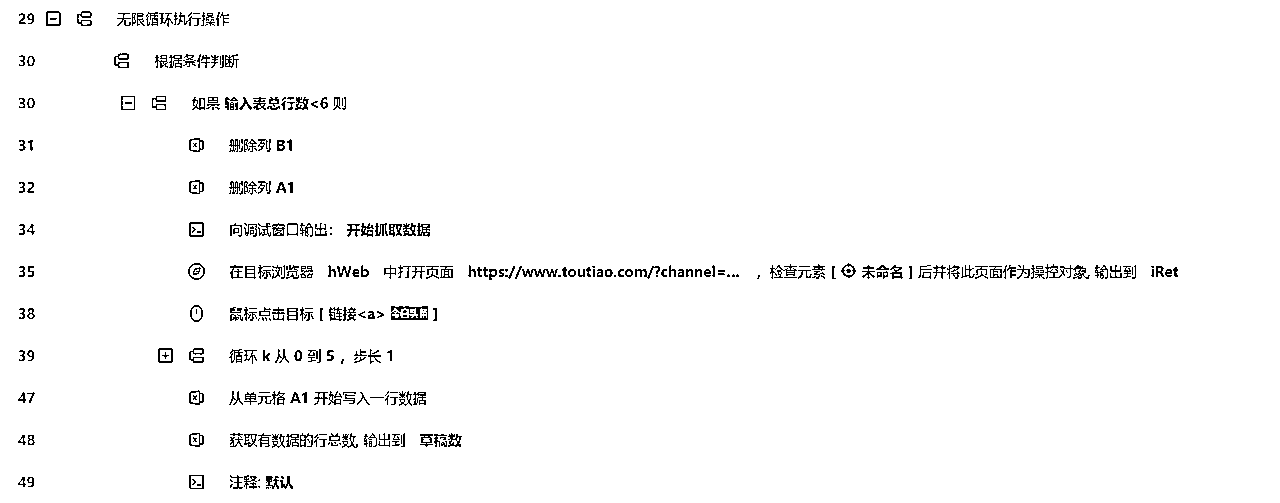 29 无限循环执行操作
30 根据条件判断
30 如果 输入表总行数<6 则
31 删除列 B1
32 删除列 A1
34 向调试窗口输出: 开始抓取数据
35 在目标浏览器 hWeb 中打开页面 https://www.toutiao.com/?channel=... , 检查元素 [ 未命名 ] 后并将此页面作为操控对象, 输出到 iRet
38 鼠标点击目标 [ 链接<a> ]
39 循环 k 从 0 到 5 , 步长 1
47 从单元格 A1 开始写入一行数据
48 获取有数据的行总数, 输出到 草稿数
49 注释: 默认